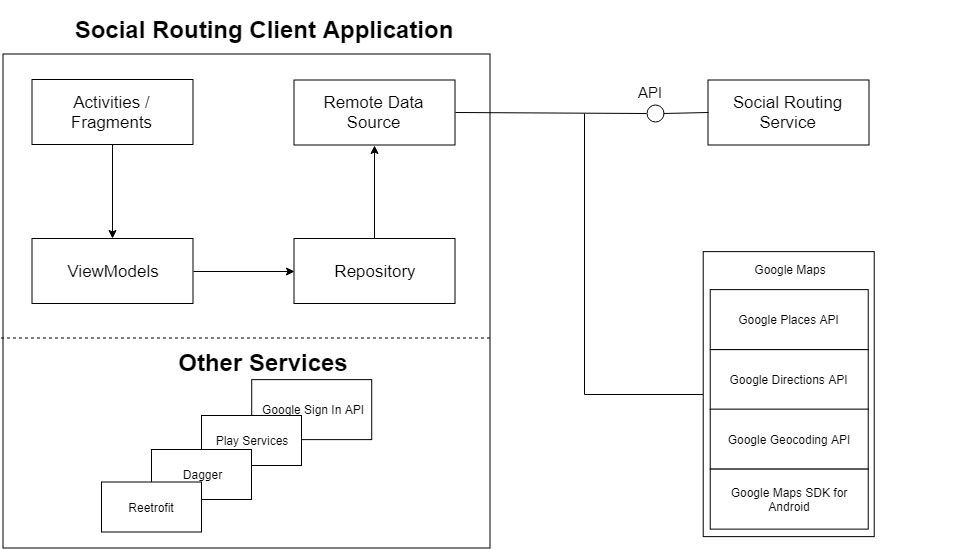 Social Routing Client Application
Activities /
Fragments
Remote Data
Source
API
Social Routing
Service
ViewModels
Repository
Google Maps
Google Places API
Google Directions API
Google Geocoding API
Google Maps SDK for
Android
Other Services
Google Sign In API
Play Services
Dagger
Reetrofit